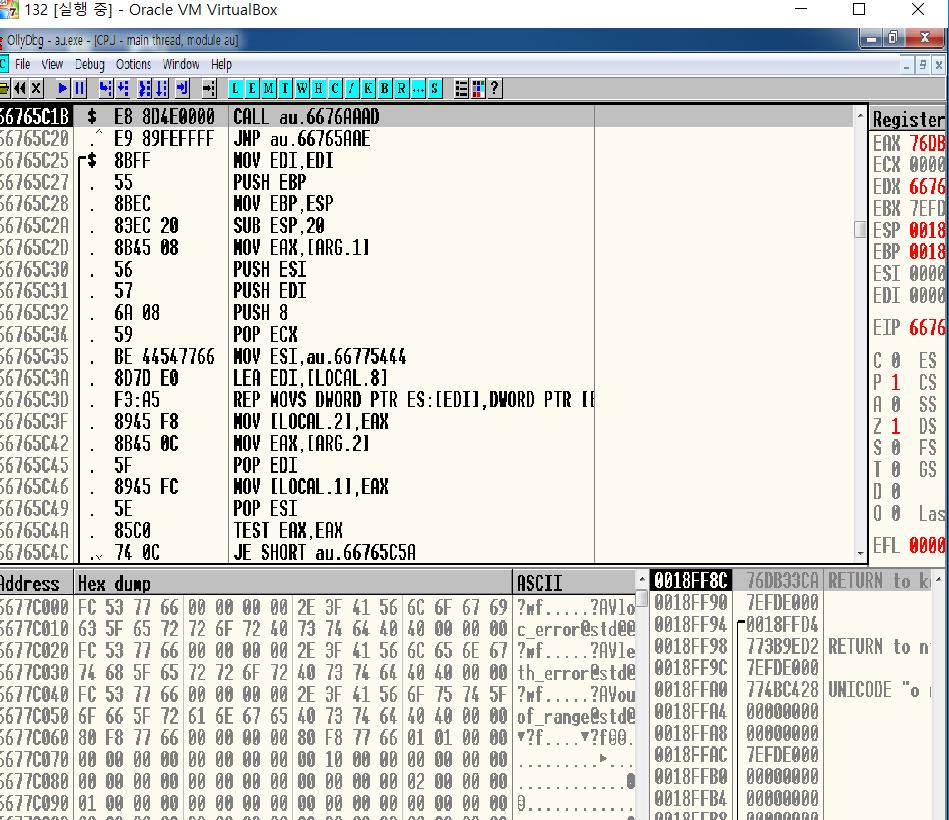 132 [실행 중] - Oracle VM VirtualBox
OllyDbg - au.exe - [CPU - main thread, module au]
C File View Debug Options Window Help
L E M T W H C / K B R ... S ?
66765C1B $ E8 8D4E0000 CALL au.6676AAAD
66765C20 .^ E9 89FEFFFF JMP au.66765AAE
66765C25 $ 8BFF MOV EDI,EDI
66765C27 . 55 PUSH EBP
66765C28 . 8BEC MOV EBP,ESP
66765C2A . 83EC 20 SUB ESP,20
66765C2D . 8B45 08 MOV EAX,[ARG.1]
66765C30 . 56 PUSH ESI
66765C31 . 57 PUSH EDI
66765C32 . 6A 08 PUSH 8
66765C34 . 59 POP ECX
66765C35 . BE 44547766 MOV ESI,au.66775444
66765C3A . 8D7D E0 LEA EDI,[LOCAL.8]
66765C3D . F3:A5 REP MOVS DWORD PTR ES:[EDI],DWORD PTR [E
66765C3F . 8945 F8 MOV [LOCAL.2],EAX
66765C42 . 8B45 0C MOV EAX,[ARG.2]
66765C45 . 5F POP EDI
66765C46 . 8945 FC MOV [LOCAL.1],EAX
66765C49 . 5E POP ESI
66765C4A . 85C0 TEST EAX,EAX
66765C4C .v 74 0C JE SHORT au.66765C5A
Register
EAX 76DB
ECX 0000
EDX 6676
EBX 7EFD
ESP 0018
EBP 0018
ESI 0000
EDI 0000
EIP 6676
C 0 ES
P 1 CS
A 0 SS
Z 1 DS
S 0 FS
T 0 GS
D 0
O 0 Las
EFL 0000
Address Hex dump ASCII
6677C000 FC 53 77 66 00 00 00 00 2E 3F 41 56 6C 6F 67 69 ?wf.....?AVlo
6677C010 63 5F 65 72 72 6F 72 40 73 74 64 40 40 00 00 00 c_error@std@@
6677C020 FC 53 77 66 00 00 00 00 2E 3F 41 56 6C 65 6E 67 ?wf.....?AVle
6677C030 74 68 5F 65 72 72 6F 72 40 73 74 64 40 40 00 00 th_error@std@
6677C040 FC 53 77 66 00 00 00 00 2E 3F 41 56 6F 75 74 5F ?wf.....?AVou
6677C050 6F 66 5F 72 61 6E 67 65 40 73 74 64 40 40 00 00 of_range@std@
6677C060 80 F8 77 66 00 00 00 00 80 F8 77 66 01 01 00 00
6677C070 00 00 00 00 00 10 00 00 00 00 00 00 00 00 00 00
6677C080 00 00 00 00 00 00 00 00 00 00 00 00 02 00 00 00
6677C090 01 00 00 00 00 00 00 00 00 00 00 00 00 00 00 00
0018FF8C 76DB33CA RETURN to k
0018FF90 7EFDE000
0018FF94 0018FFD4
0018FF98 773B9ED2 RETURN to n
0018FF9C 7EFDE000
0018FFA0 774BC428 UNICODE "o
0018FFA4 00000000
0018FFA8 00000000
0018FFAC 7EFDE000
0018FFB0 00000000
0018FFB4 00000000
0018FFB8 00000000